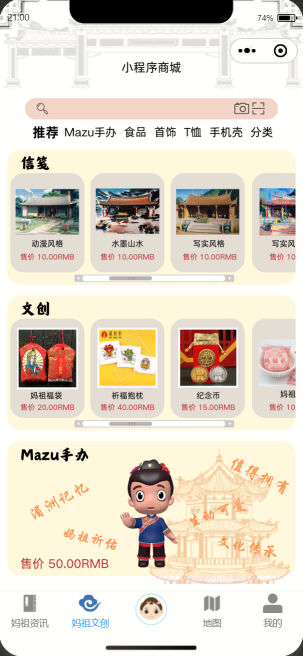 21:00 74%
小程序商城
推荐 Mazu手办 食品 首饰 T恤 手机壳 分类
信笺
动漫风格 水墨山水 写实风格 写实风
售价 10.00RMB 售价 10.00RMB 售价 10.00RMB 售价 10
文创
妈祖福袋 祈福抱枕 纪念币 妈祖
售价 20.00RMB 售价 40.00RMB 售价 15.00RMB 售价 10
Mazu手办
值得拥有
湄洲记忆
生动可爱
妈祖祈佑
文化传承
售价 50.00RMB
妈祖资讯 妈祖文创 地图 我的